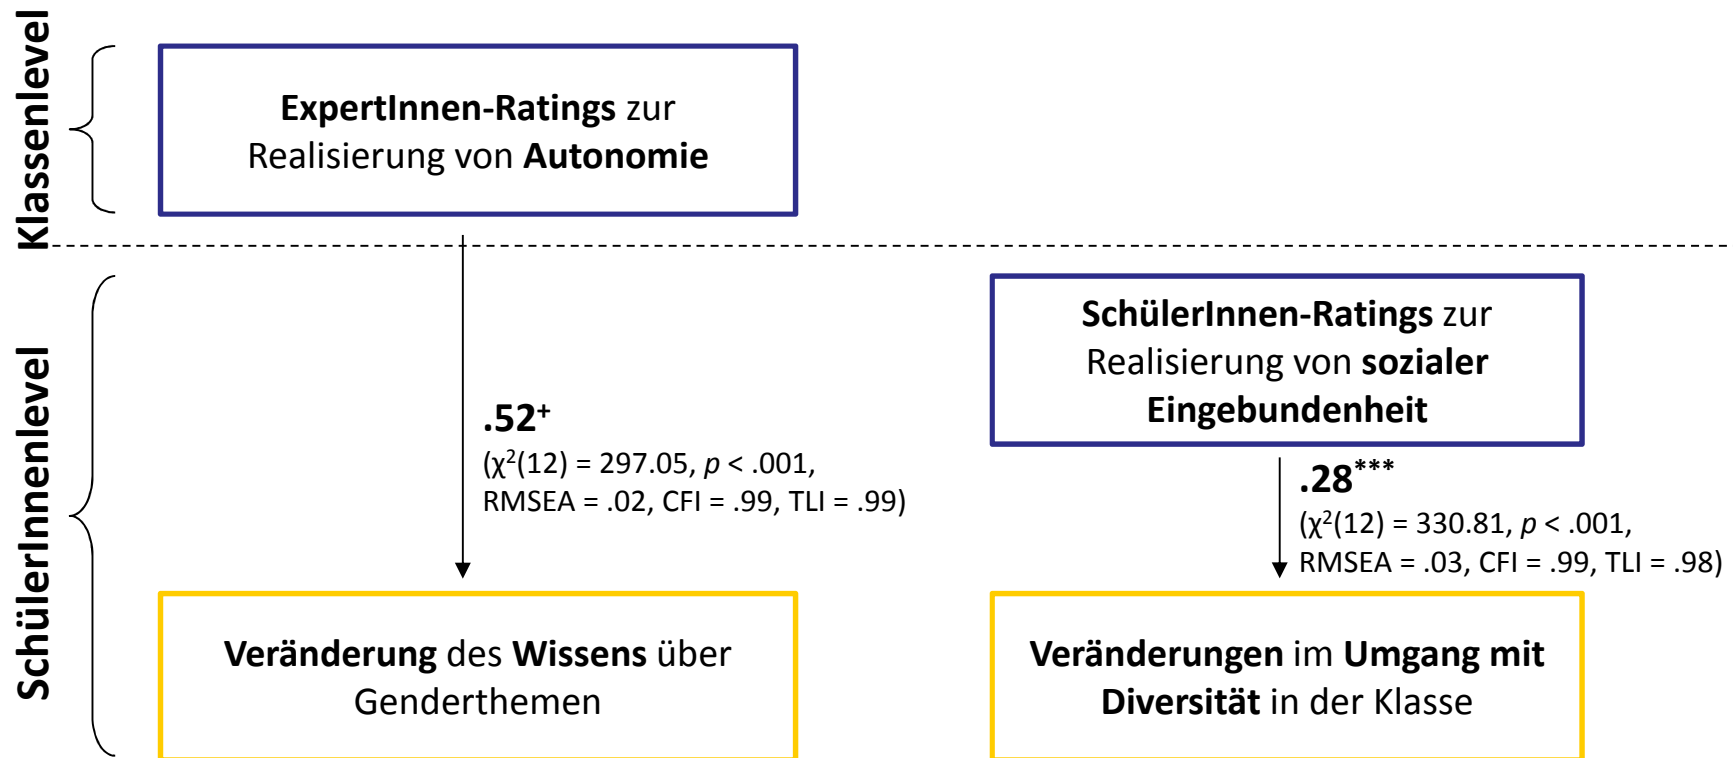 Klassenlevel
ExpertInnen-Ratings zur
Realisierung von Autonomie
SchülerInnenlevel
SchülerInnen-Ratings zur
Realisierung von sozialer
Eingebundenheit
.52⁺
(χ²(12) = 297.05, p < .001,
RMSEA = .02, CFI = .99, TLI = .99)
.28***
(χ²(12) = 330.81, p < .001,
RMSEA = .03, CFI = .99, TLI = .98)
Veränderung des Wissens über
Genderthemen
Veränderungen im Umgang mit
Diversität in der Klasse